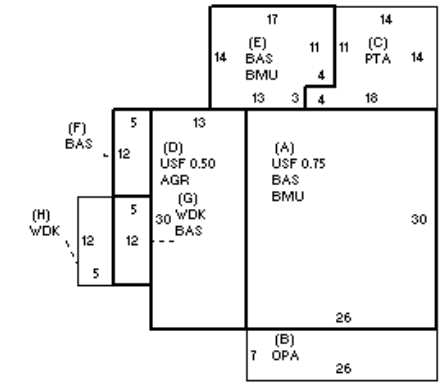 17
14
(E)
BAS
BMU
14
11
4
13
3
11
(C)
PTA
14
4
18
(F)
BAS
5
12
13
(D)
USF 0.50
AGR
(A)
USF 0.75
BAS
BMU
30
30
26
(G)
WDK
BAS
5
12
(H)
WDK
12
5
(B)
OPA
7
26